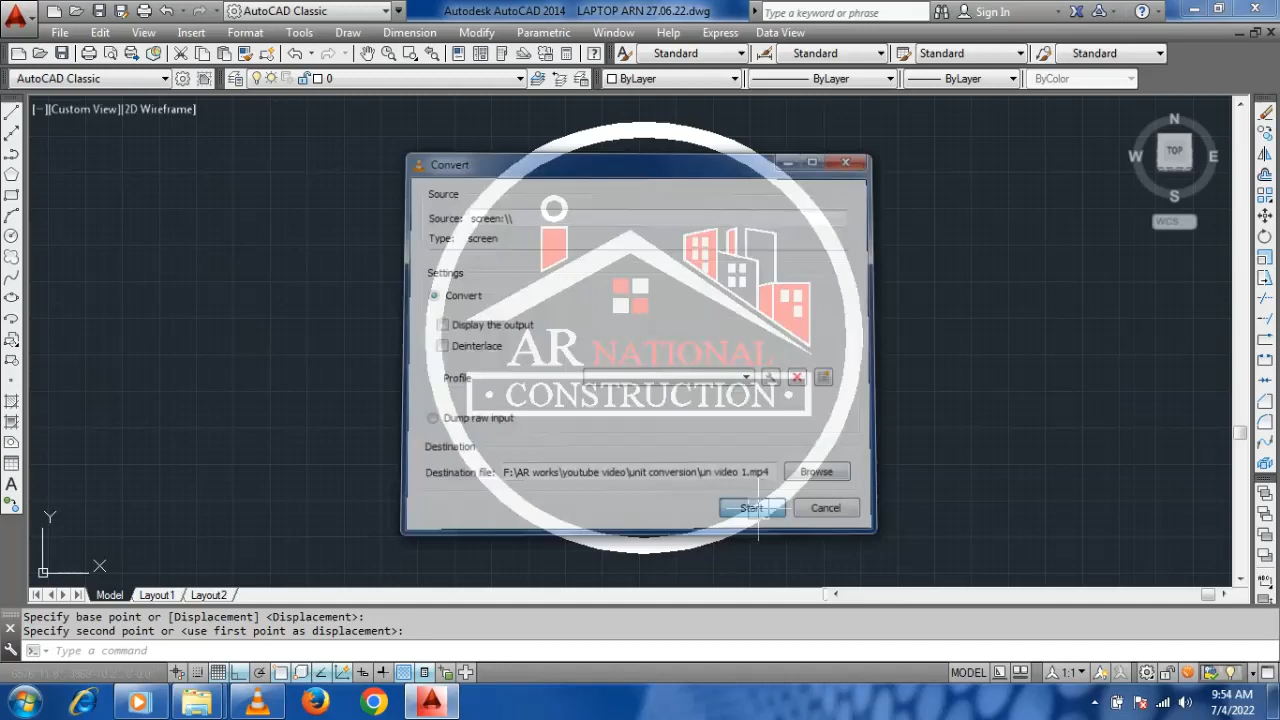 AutoCAD Classic
Autodesk AutoCAD 2014 LAPTOP ARN 27.06.22.dwg
Type a keyword or phrase
Sign In
File Edit View Insert Format Tools Draw Dimension Modify Parametric Window Help Express Data View
Standard Standard Standard Standard
AutoCAD Classic 0 ByLayer ByLayer ByLayer ByColor
[−][Custom View][2D Wireframe]
N
W TOP E
S
WCS
Convert
Source
Source: screen:\\
Type: screen
Settings
Convert
Display the output
Deinterlace
Profile
Dump raw input
Destination
Destination file: F:\AR works\youtube video\unit conversion\un video 1.mp4 Browse
Start Cancel
AR NATIONAL
· CONSTRUCTION ·
Y
X
Model Layout1 Layout2
Specify base point or [Displacement] <Displacement>:
Specify second point or <use first point as displacement>:
Type a command
MODEL 1:1
9:54 AM
7/4/2022